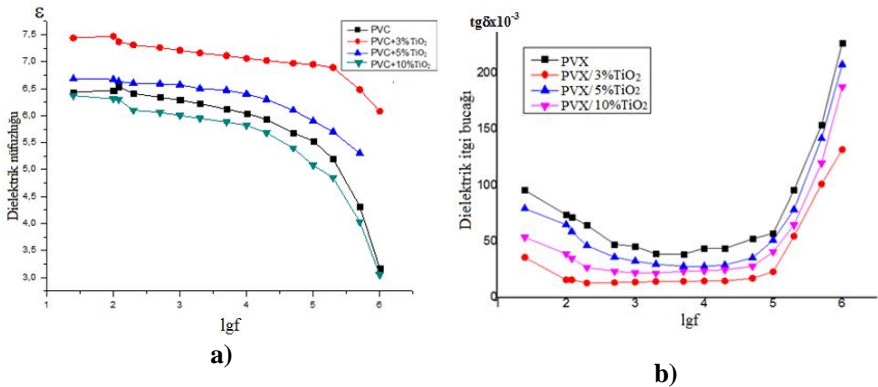 ε
Dielektrik nüfuzluğu
7,5
7,0
6,5
6,0
5,5
5,0
4,5
4,0
3,5
3,0
1
2
3
4
5
6
lgf
PVC
PVC+3%TiO₂
PVC+5%TiO₂
PVC+10%TiO₂
a)
tgδx10⁻³
Dielektrik itgi bucağı
200
150
100
50
0
1
2
3
4
5
6
lgf
PVX
PVX/3%TiO₂
PVX/5%TiO₂
PVX/10%TiO₂
b)